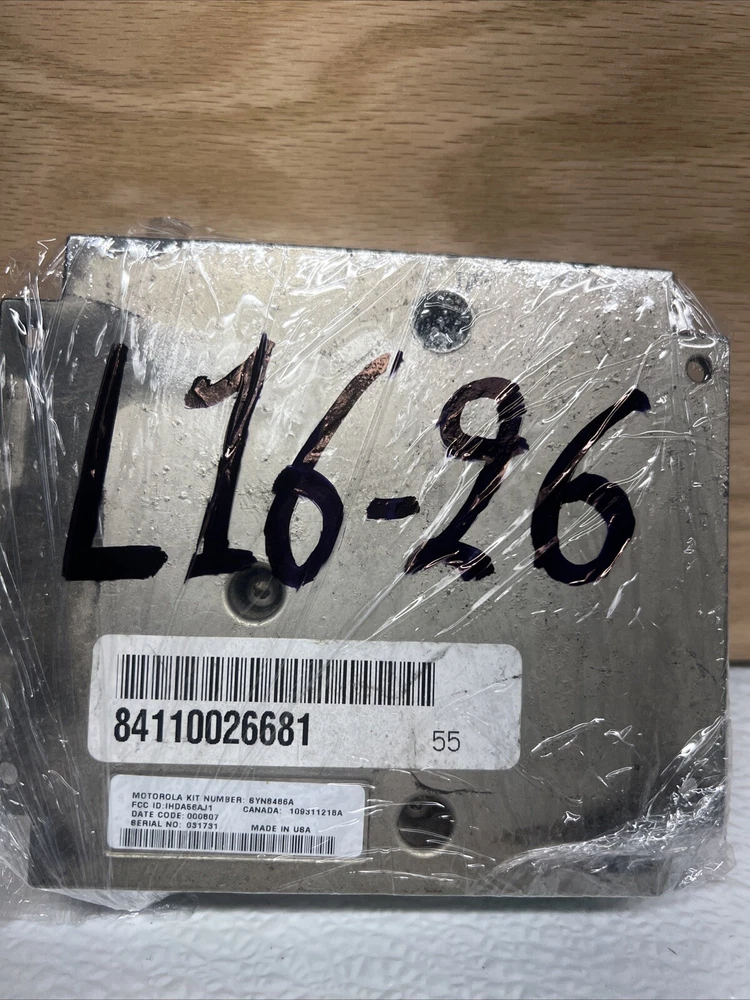 L16-26
84110026681
55
MOTOROLA KIT NUMBER: SYN8466A
FCC ID:IHDA56AJ1 CANADA: 109311218A
DATE CODE: 000807
SERIAL NO: 031731 MADE IN USA